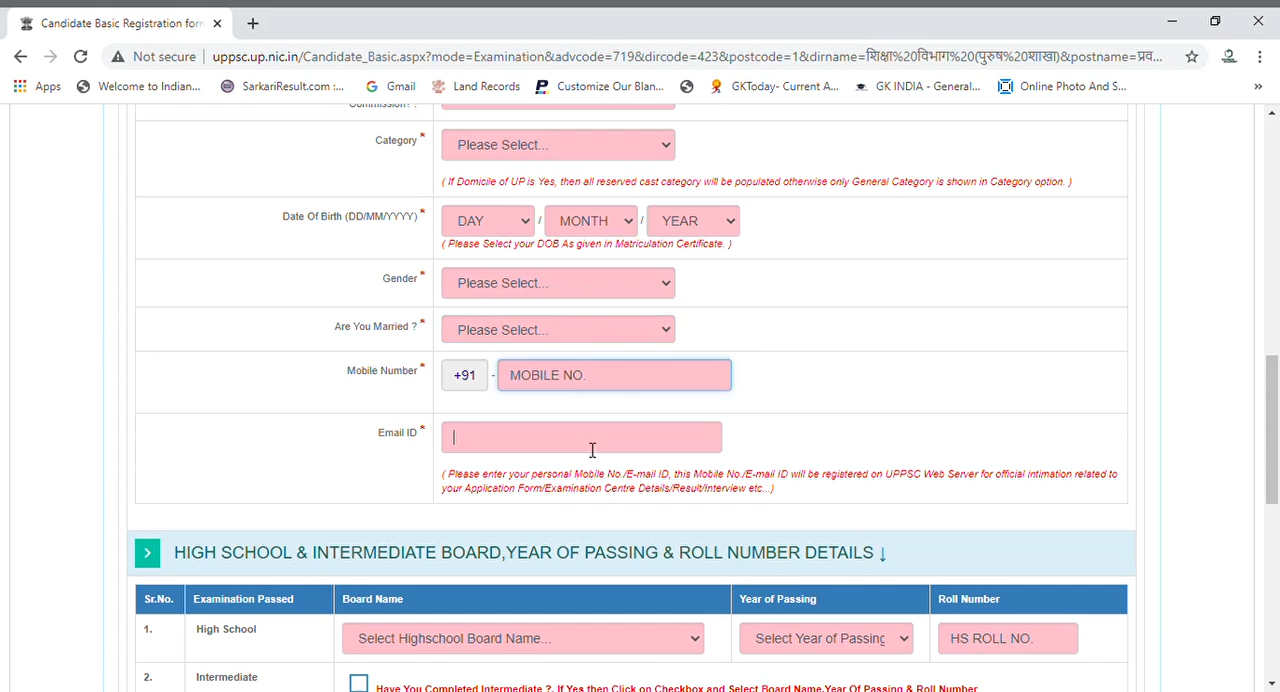 Candidate Basic Registration for
Not secure
uppsc.up.nic.in/Candidate_Basic.aspx?mode=Examination&advcode=719&dircode=423&postcode=1&dirname=शिक्षा%20विभाग%20(पुरुष%20शाखा)&postname=प्रव...
Apps
Welcome to Indian...
SarkariResult.com :...
Gmail
Land Records
Customize Our Blan...
GKToday- Current A...
GK INDIA - General...
Online Photo And S...
»
Commission? *
Category *
Please Select...
( If Domicile of UP is Yes, then all reserved cast category will be populated otherwise only General Category is shown in Category option. )
Date Of Birth (DD/MM/YYYY) *
DAY / MONTH / YEAR
( Please Select your DOB As given in Matriculation Certificate. )
Gender *
Please Select...
Are You Married ? *
Please Select...
Mobile Number *
+91 - MOBILE NO.
Email ID *
( Please enter your personal Mobile No./E-mail ID, this Mobile No./E-mail ID will be registered on UPPSC Web Server for official intimation related to
your Application Form/Examination Centre Details/Result/Interview etc...)
HIGH SCHOOL & INTERMEDIATE BOARD,YEAR OF PASSING & ROLL NUMBER DETAILS ↓
Sr.No. Examination Passed Board Name Year of Passing Roll Number
1. High School Select Highschool Board Name... Select Year of Passing HS ROLL NO.
2. Intermediate
Have You Completed Intermediate ?. If Yes then Click on Checkbox and Select Board Name,Year Of Passing & Roll Number